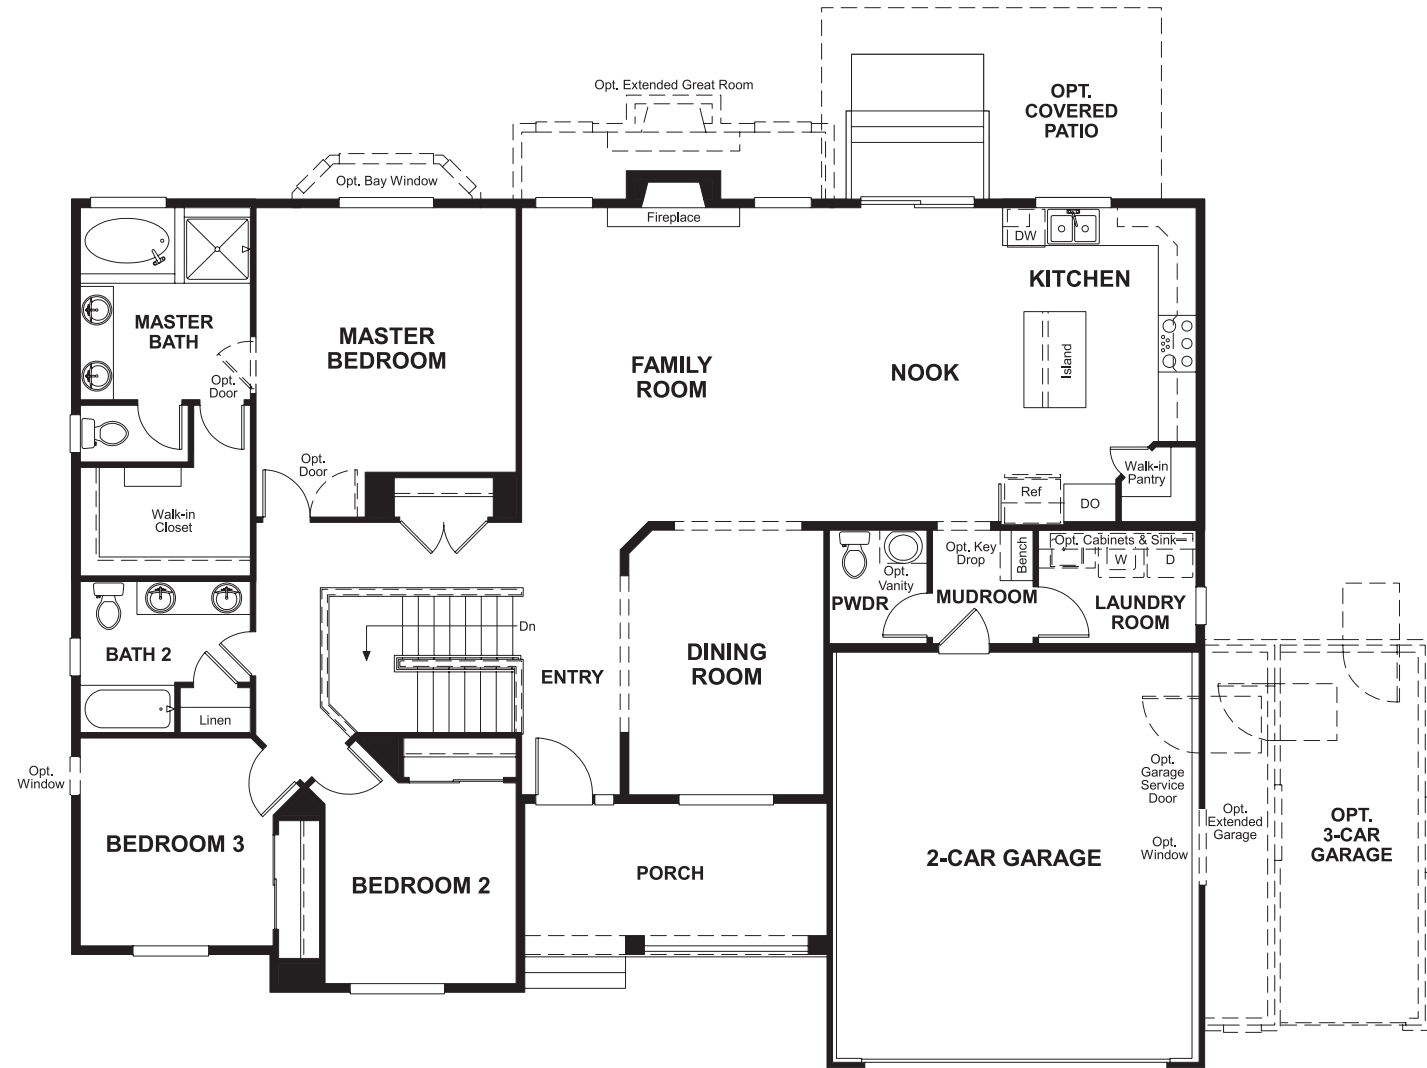 Opt. Extended Great Room
OPT.
COVERED
PATIO
Opt. Bay Window
Fireplace
DW
KITCHEN
MASTER
BATH
MASTER
BEDROOM
FAMILY
ROOM
NOOK
Island
Opt.
Door
Opt.
Door
Walk-in
Pantry
Ref
DO
Walk-in
Closet
Opt. Key
Drop
Bench
Opt. Cabinets & Sink
W
D
Opt.
Vanity
PWDR
MUDROOM
LAUNDRY
ROOM
Dn
BATH 2
ENTRY
DINING
ROOM
Linen
Opt.
Window
Opt.
Garage
Service
Door
Opt.
Extended
Garage
OPT.
3-CAR
GARAGE
Opt.
Window
BEDROOM 3
BEDROOM 2
PORCH
2-CAR GARAGE